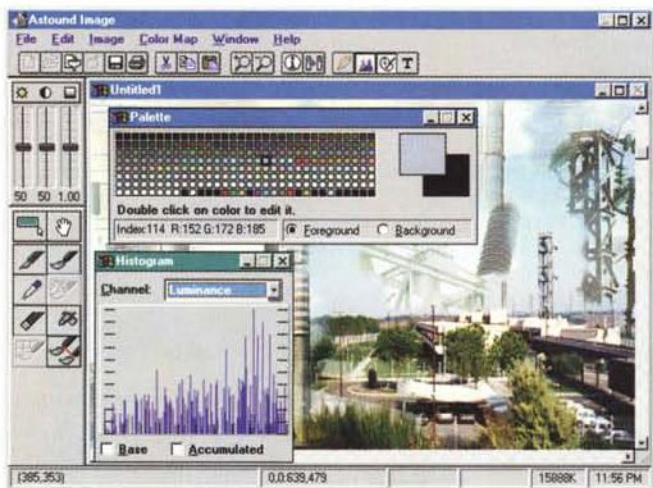 Astound Image
File Edit Image Color Map Window Help
T
Untitled1
Palette
50 50 1.00
Double click on color to edit it.
Index:114 R:152 G:172 B:185
Foreground
Background
Histogram
Channel: Luminance
Base
Accumulated
(385,353)
0,0:639,479
15888K
11:56 PM